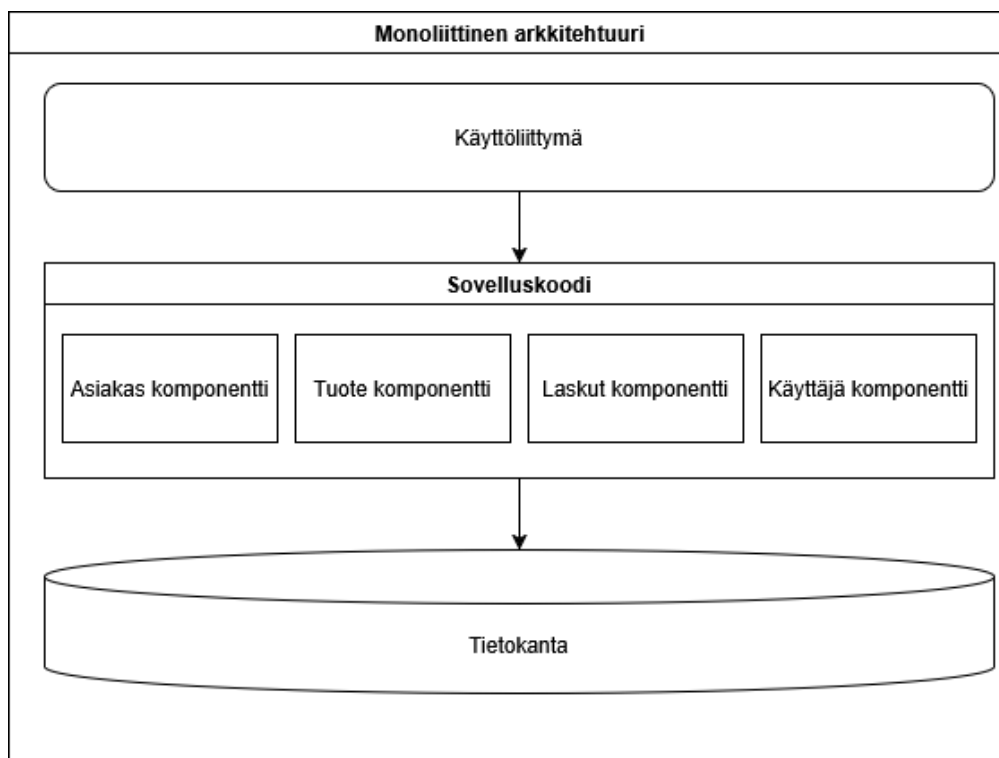 Monoliittinen arkkitehtuuri
Käyttöliittymä
Sovelluskoodi
Asiakas komponentti
Tuote komponentti
Laskut komponentti
Käyttäjä komponentti
Tietokanta